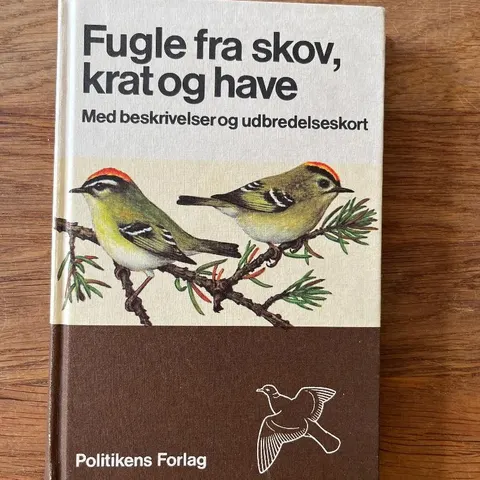 Fugle fra skov,
krat og have
Med beskrivelser og udbredelseskort
Politikens Forlag